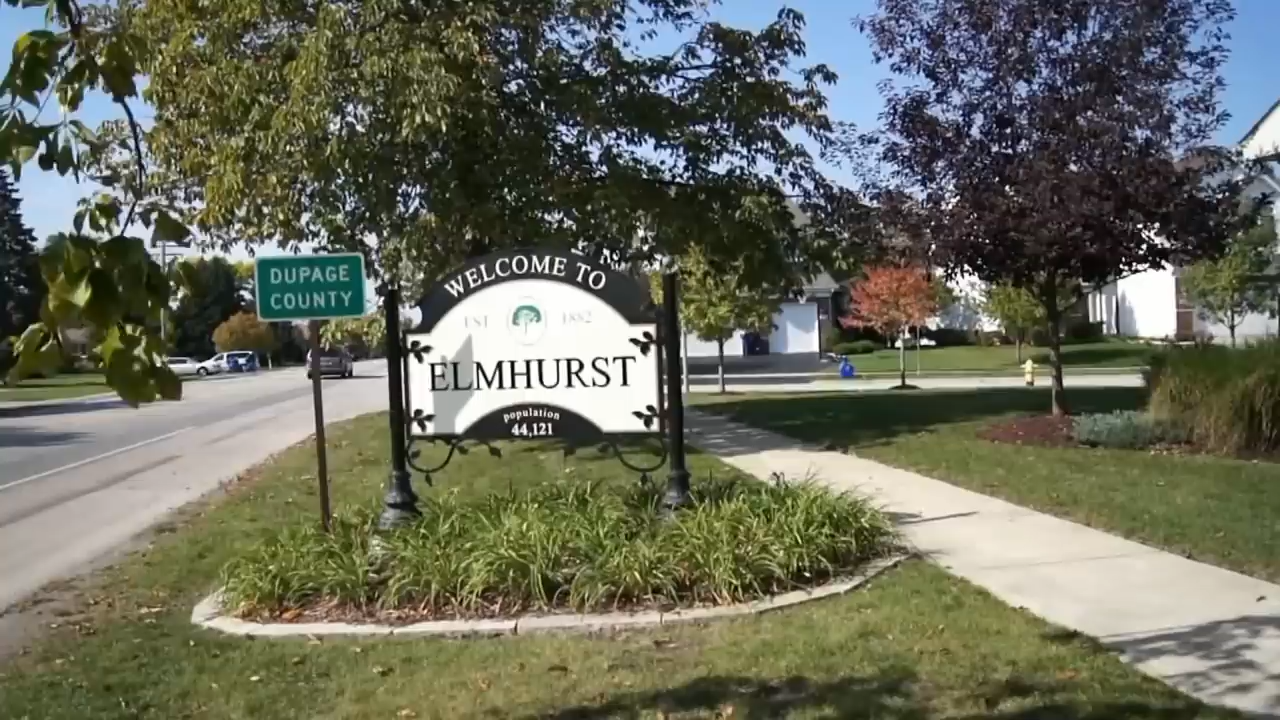 DUPAGE
COUNTY
WELCOME TO
EST 1882
ELMHURST
population
44,121